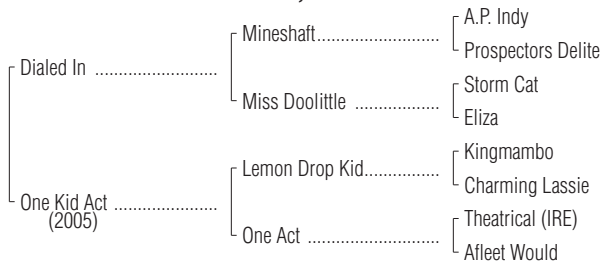 A.P. Indy
Mineshaft..................................
Prospectors Delite
Dialed In .................................
Storm Cat
Miss Doolittle .......................
Eliza
Kingmambo
Lemon Drop Kid.....................
Charming Lassie
One Kid Act ............................
(2005)
Theatrical (IRE)
One Act ....................................
Afleet Would